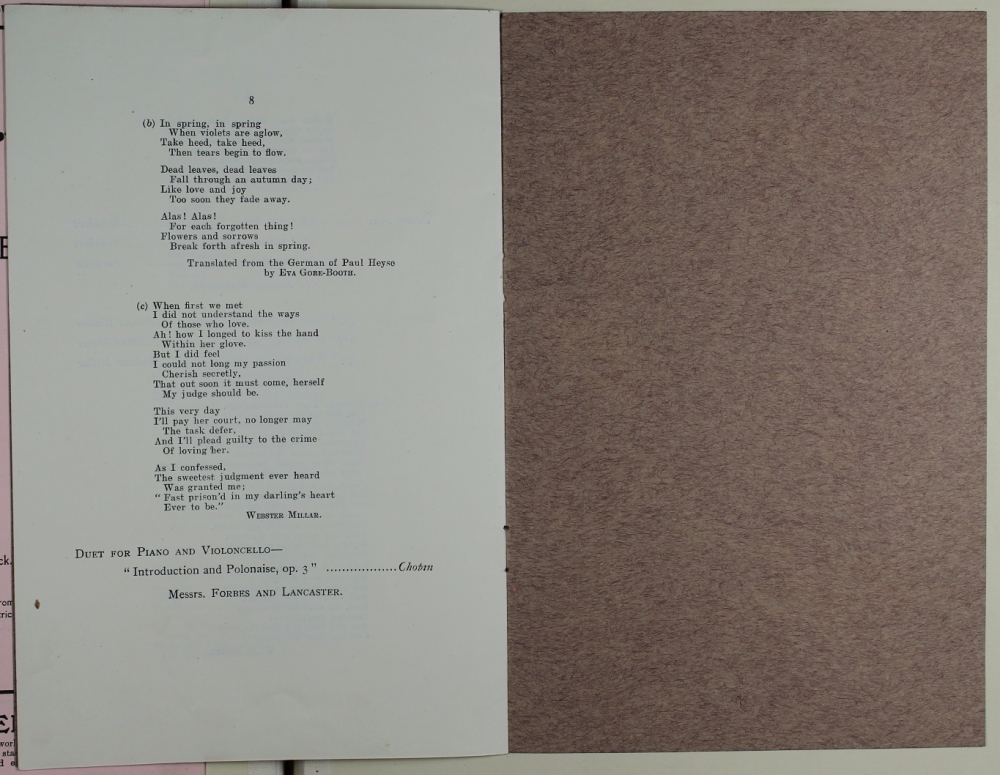 8
(b) In spring, in spring
When violets are aglow,
Take heed, take heed,
Then tears begin to flow.
Dead leaves, dead leaves
Fall through an autumn day;
Like love and joy
Too soon they fade away.
Alas! Alas!
For each forgotten thing!
Flowers and sorrows
Break forth afresh in spring.
Translated from the German of Paul Heyse
by EVA GORE-BOOTH.
(c) When first we met
I did not understand the ways
Of those who love.
Ah! how I longed to kiss the hand
Within her glove.
But I did feel
I could not long my passion
Cherish secretly,
That out soon it must come, herself
My judge should be.
This very day
I'll pay her court, no longer may
The task defer,
And I'll plead guilty to the crime
Of loving her.
As I confessed,
The sweetest judgment ever heard
Was granted me;
"Fast prison'd in my darling's heart
Ever to be."
WEBSTER MILLAR.
DUET FOR PIANO AND VIOLONCELLO—
"Introduction and Polonaise, op. 3" ..................Chopin
Messrs. FORBES AND LANCASTER.